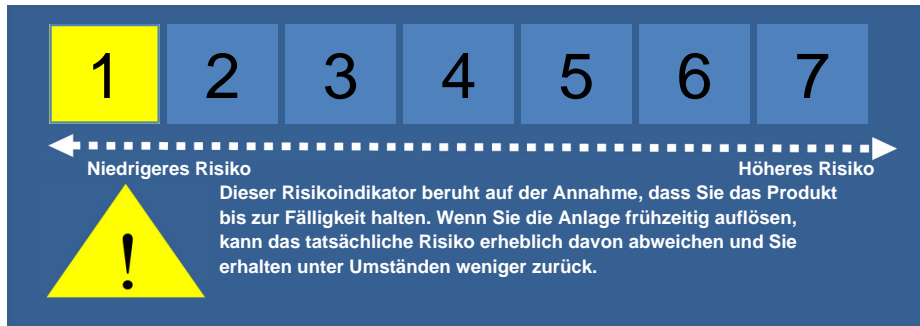 1 2 3 4 5 6 7
Niedrigeres Risiko Höheres Risiko
Dieser Risikoindikator beruht auf der Annahme, dass Sie das Produkt
bis zur Fälligkeit halten. Wenn Sie die Anlage frühzeitig auflösen,
kann das tatsächliche Risiko erheblich davon abweichen und Sie
erhalten unter Umständen weniger zurück.
!